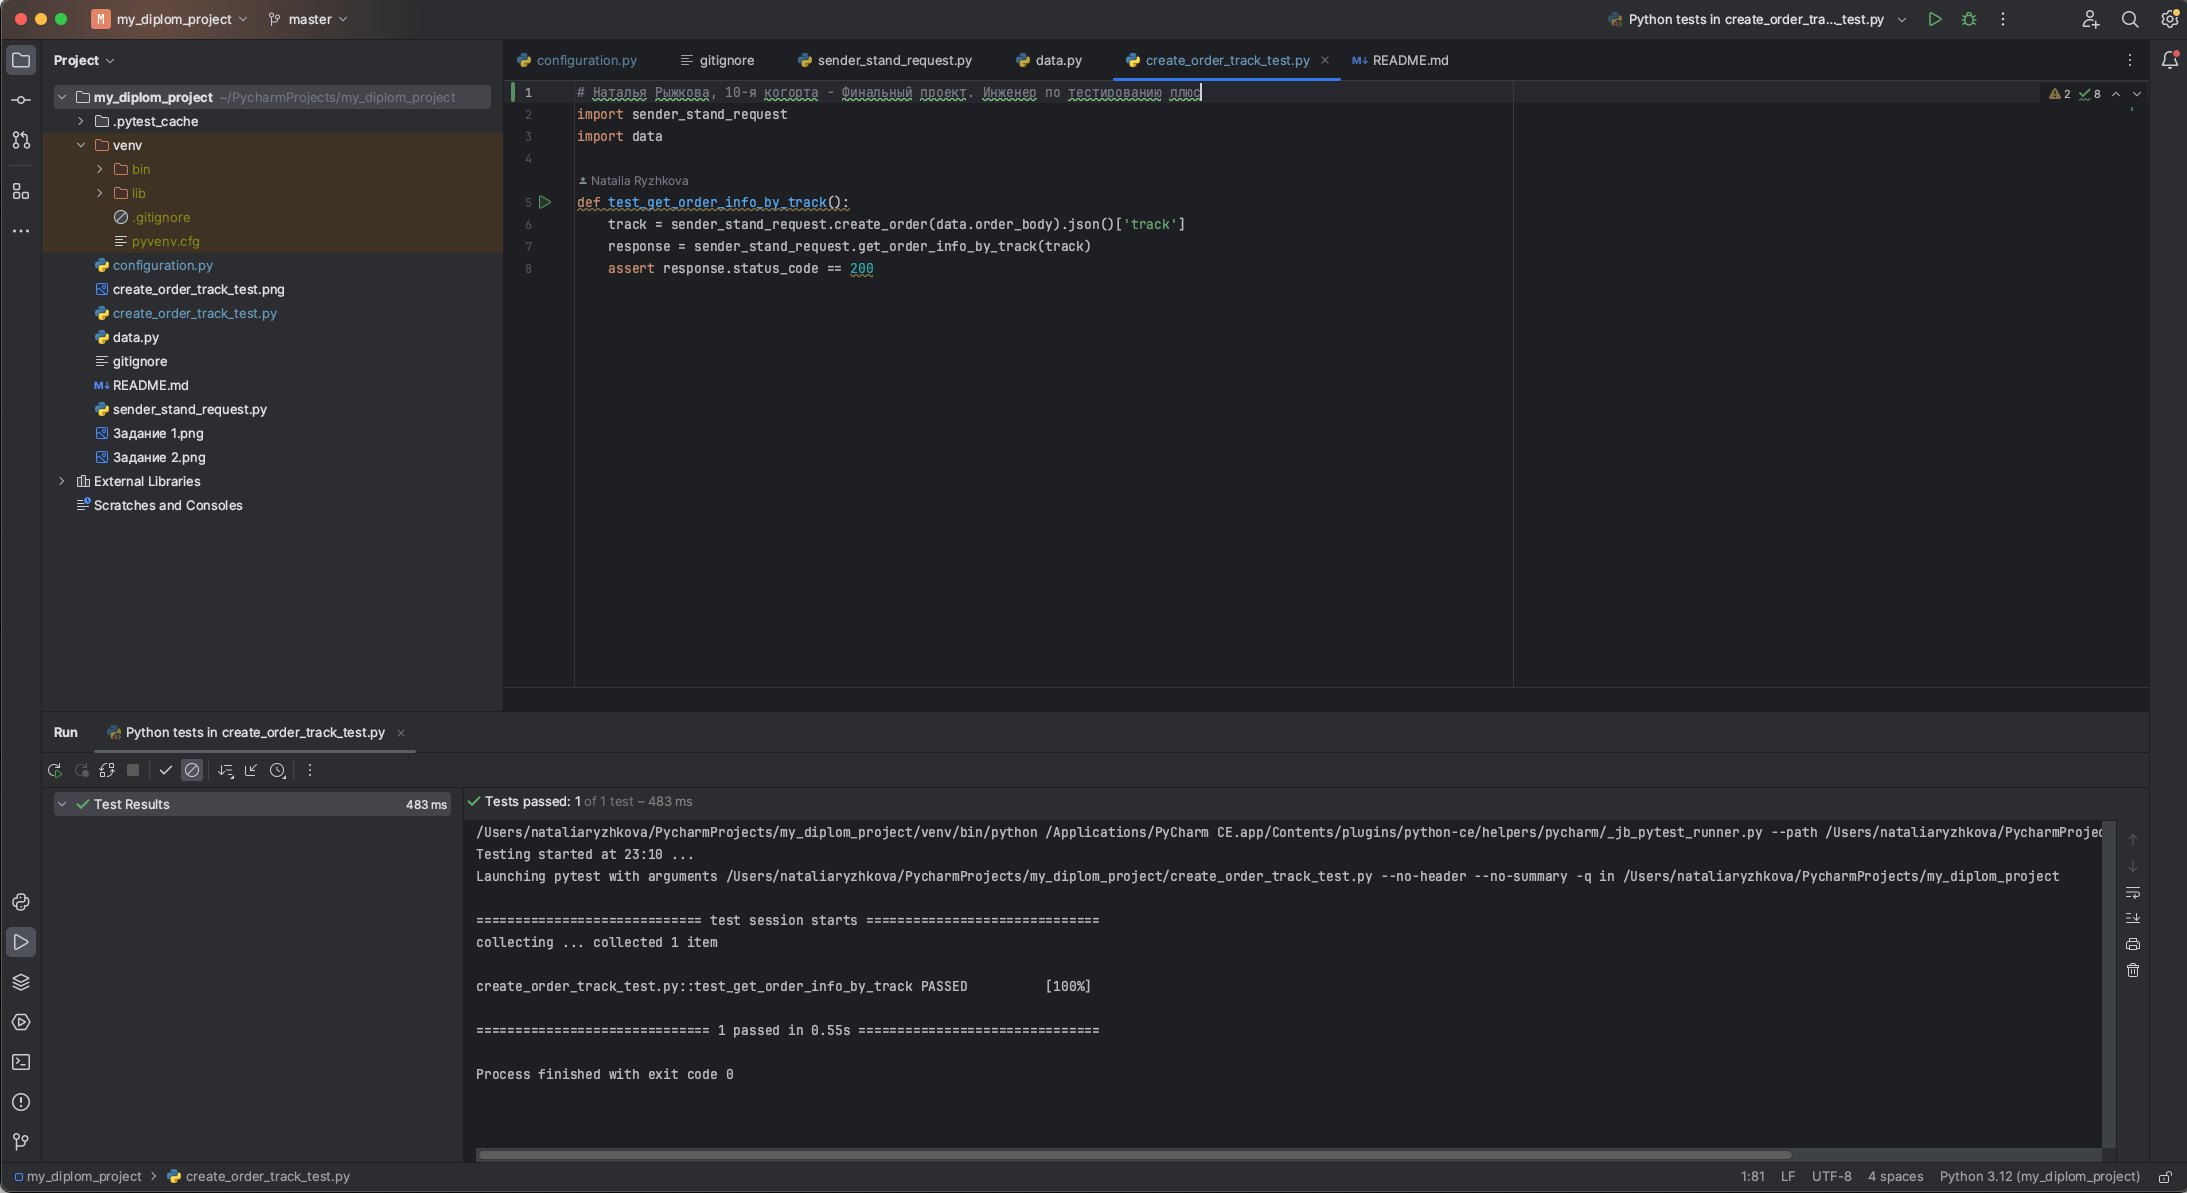 M my_diplom_project master Python tests in create_order_tra..._test.py
Project
my_diplom_project ~/PycharmProjects/my_diplom_project
.pytest_cache
venv
bin
lib
.gitignore
pyvenv.cfg
configuration.py
create_order_track_test.png
create_order_track_test.py
data.py
gitignore
README.md
sender_stand_request.py
Задание 1.png
Задание 2.png
External Libraries
Scratches and Consoles
configuration.py gitignore sender_stand_request.py data.py create_order_track_test.py M↓ README.md
1 # Наталья Рыжкова, 10-я когорта - Финальный проект. Инженер по тестированию плюс
2 8
2 import sender_stand_request
3 import data
4
Natalia Ryzhkova
5 def test_get_order_info_by_track():
6 track = sender_stand_request.create_order(data.order_body).json()['track']
7 response = sender_stand_request.get_order_info_by_track(track)
8 assert response.status_code == 200
Run Python tests in create_order_track_test.py
Test Results 483 ms
Tests passed: 1 of 1 test – 483 ms
/Users/nataliaryzhkova/PycharmProjects/my_diplom_project/venv/bin/python /Applications/PyCharm CE.app/Contents/plugins/python-ce/helpers/pycharm/_jb_pytest_runner.py --path /Users/nataliaryzhkova/PycharmProjec
Testing started at 23:10 ...
Launching pytest with arguments /Users/nataliaryzhkova/PycharmProjects/my_diplom_project/create_order_track_test.py --no-header --no-summary -q in /Users/nataliaryzhkova/PycharmProjects/my_diplom_project
============================= test session starts ==============================
collecting ... collected 1 item
create_order_track_test.py::test_get_order_info_by_track PASSED [100%]
============================== 1 passed in 0.55s ===============================
Process finished with exit code 0
my_diplom_project > create_order_track_test.py 1:81 LF UTF-8 4 spaces Python 3.12 (my_diplom_project)